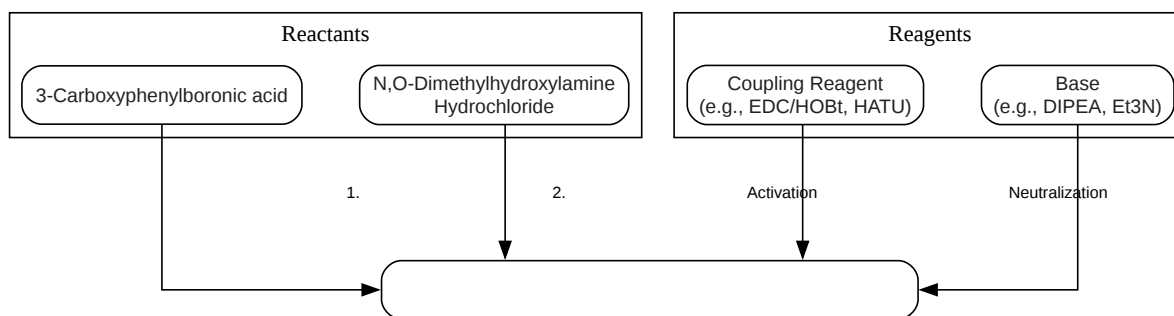 Reactants
Reagents
3-Carboxyphenylboronic acid
N,O-Dimethylhydroxylamine
Hydrochloride
Coupling Reagent
(e.g., EDC/HOBt, HATU)
Base
(e.g., DIPEA, Et3N)
1.
2.
Activation
Neutralization